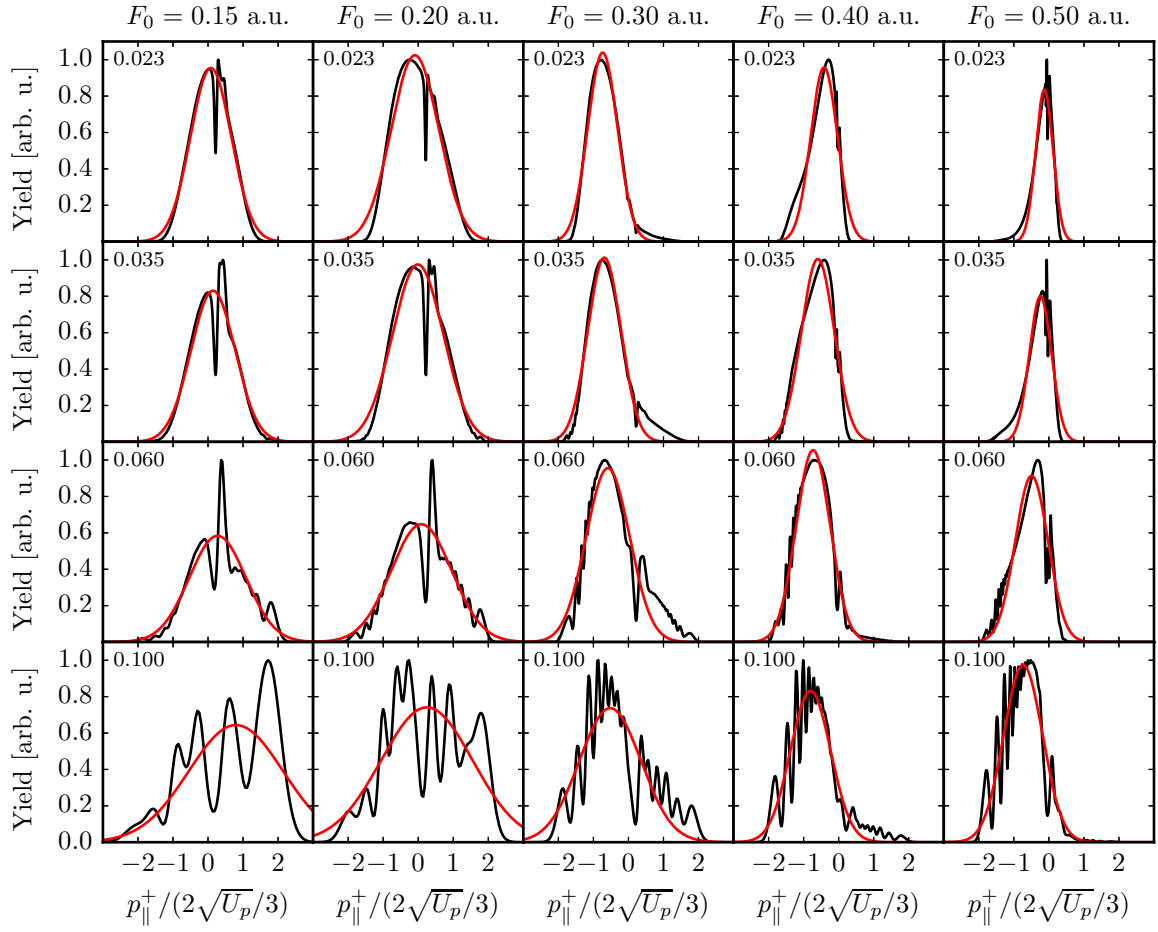 F₀ = 0.15 a.u. F₀ = 0.20 a.u. F₀ = 0.30 a.u. F₀ = 0.40 a.u. F₀ = 0.50 a.u.
Yield [arb. u.]
1.0
0.8
0.6
0.4
0.2
0.023 0.023 0.023 0.023 0.023
Yield [arb. u.]
1.0
0.8
0.6
0.4
0.2
0.035 0.035 0.035 0.035 0.035
Yield [arb. u.]
1.0
0.8
0.6
0.4
0.2
0.060 0.060 0.060 0.060 0.060
Yield [arb. u.]
1.0
0.8
0.6
0.4
0.2
0.0
0.100 0.100 0.100 0.100 0.100
−2 −1 0 1 2 −2 −1 0 1 2 −2 −1 0 1 2 −2 −1 0 1 2 −2 −1 0 1 2
p∥⁺/(2√Uₚ/3) p∥⁺/(2√Uₚ/3) p∥⁺/(2√Uₚ/3) p∥⁺/(2√Uₚ/3) p∥⁺/(2√Uₚ/3)